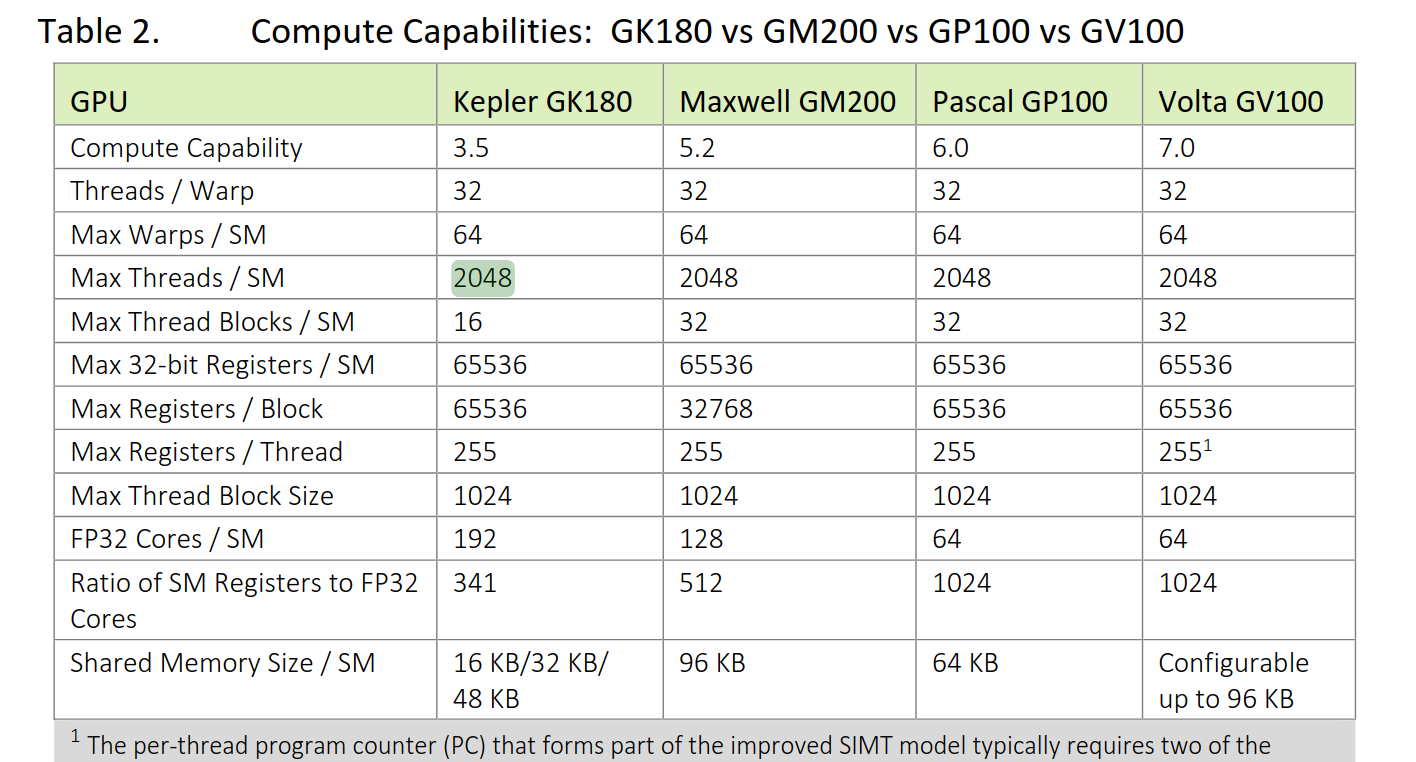 Table 2. Compute Capabilities: GK180 vs GM200 vs GP100 vs GV100
GPU Kepler GK180 Maxwell GM200 Pascal GP100 Volta GV100
Compute Capability 3.5 5.2 6.0 7.0
Threads / Warp 32 32 32 32
Max Warps / SM 64 64 64 64
Max Threads / SM 2048 2048 2048 2048
Max Thread Blocks / SM 16 32 32 32
Max 32-bit Registers / SM 65536 65536 65536 65536
Max Registers / Block 65536 32768 65536 65536
Max Registers / Thread 255 255 255 255¹
Max Thread Block Size 1024 1024 1024 1024
FP32 Cores / SM 192 128 64 64
Ratio of SM Registers to FP32 341 512 1024 1024
Cores
Shared Memory Size / SM 16 KB/32 KB/ 96 KB 64 KB Configurable
48 KB up to 96 KB
¹ The per-thread program counter (PC) that forms part of the improved SIMT model typically requires two of the